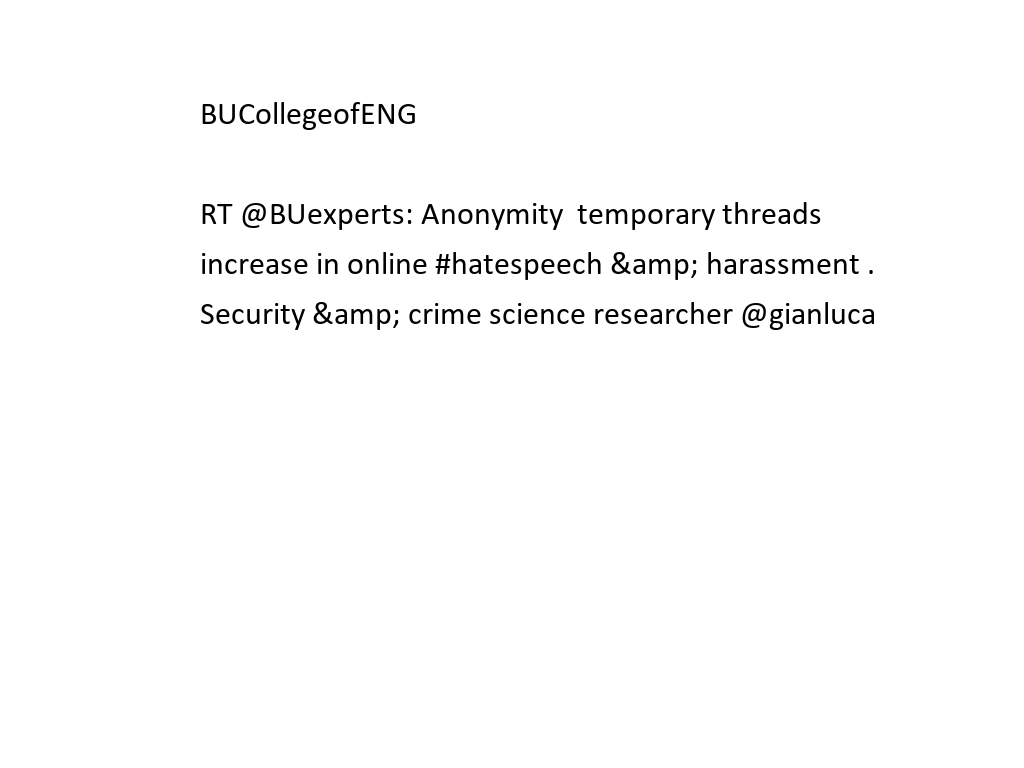 BUCollegeofENG
RT @BUexperts: Anonymity  temporary threads
increase in online #hatespeech &amp; harassment .
Security &amp; crime science researcher @gianluca